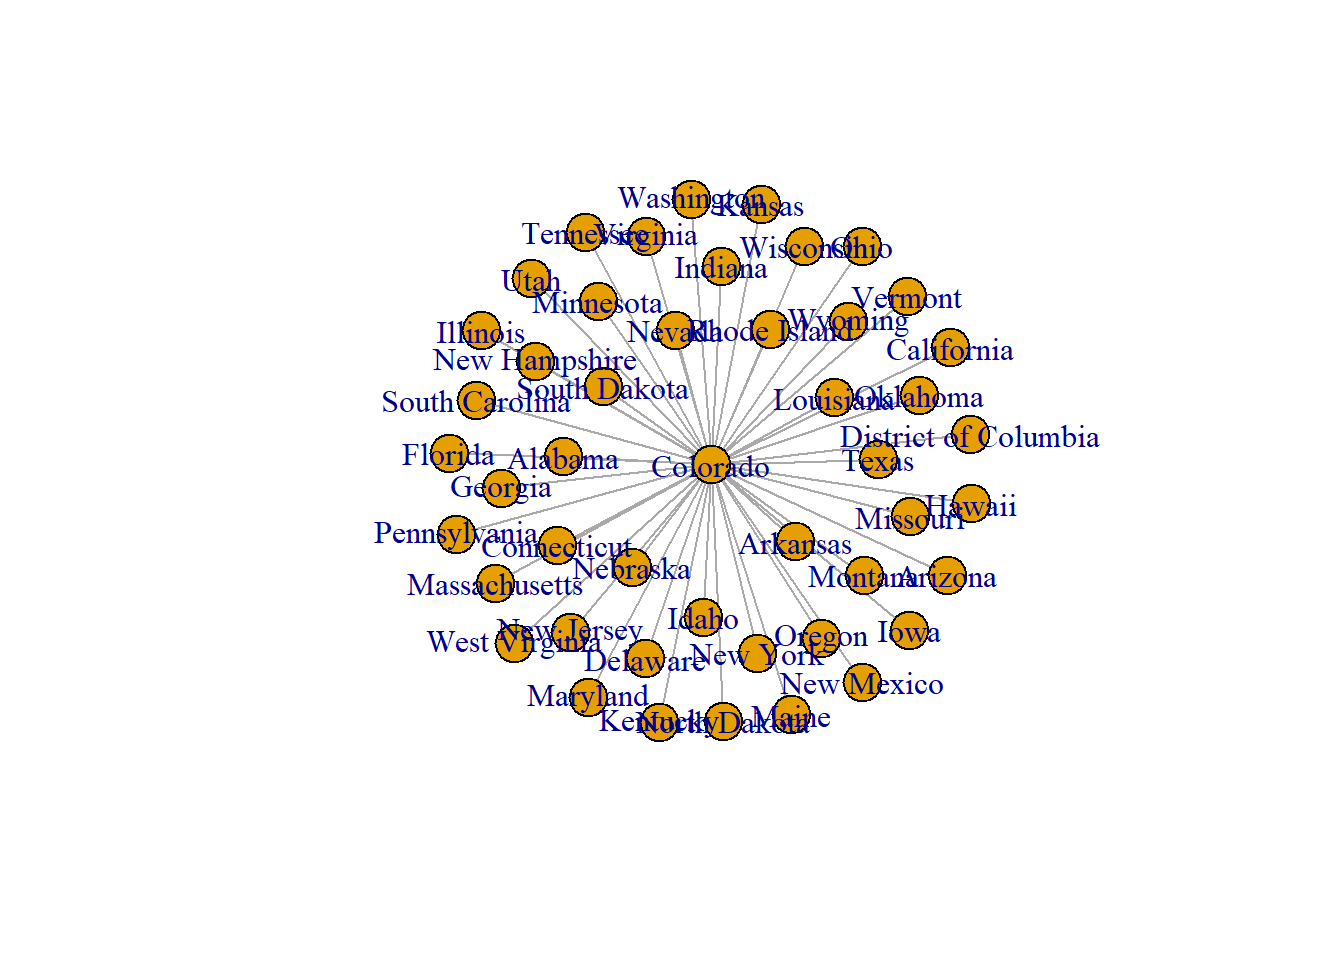 Washington
Kansas
Tennessee
Virginia
Wisconsin
Ohio
Indiana
Utah
Minnesota
Vermont
Illinois
Nevada
Rhode Island
Wyoming
California
New Hampshire
South Dakota
South Carolina
Louisiana
Oklahoma
District of Columbia
Florida
Alabama
Texas
Colorado
Georgia
Hawaii
Missouri
Pennsylvania
Connecticut
Arkansas
Massachusetts
Nebraska
Montana
Arizona
Idaho
New Jersey
West Virginia
Oregon
Iowa
Delaware
New York
New Mexico
Maryland
Kentucky
North Dakota
Maine